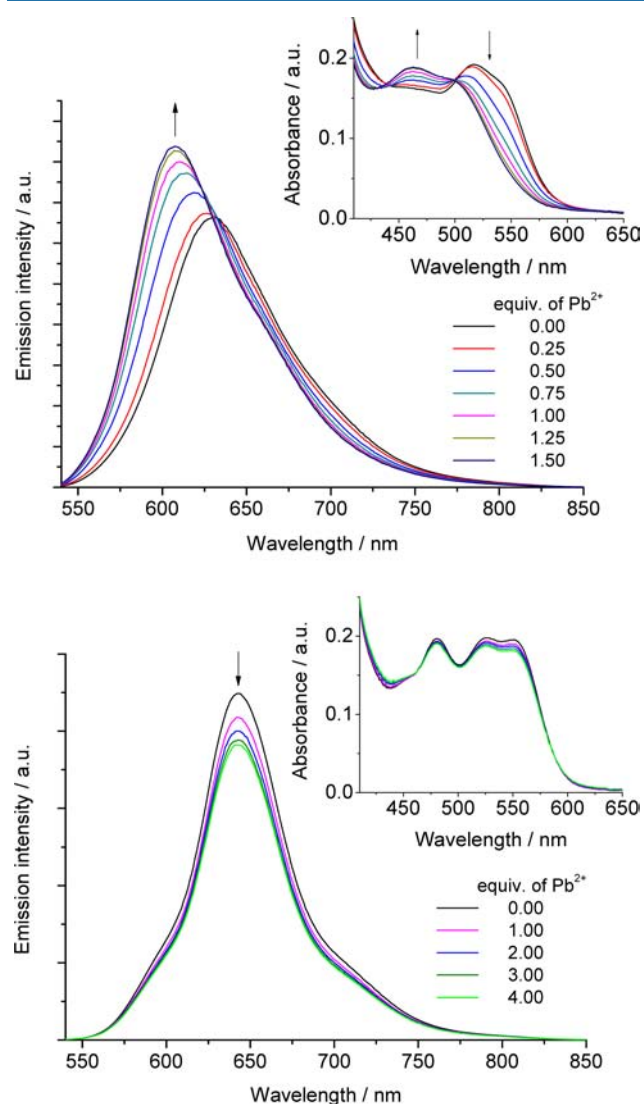 0.2
0.1
0.0
Absorbance / a.u.
450 500 550 600 650
Wavelength / nm
equiv. of Pb²⁺
0.00
0.25
0.50
0.75
1.00
1.25
1.50
Emission intensity / a.u.
550 600 650 700 750 800 850
Wavelength / nm
0.2
0.1
0.0
Absorbance / a.u.
450 500 550 600 650
Wavelength / nm
equiv. of Pb²⁺
0.00
1.00
2.00
3.00
4.00
Emission intensity / a.u.
550 600 650 700 750 800 850
Wavelength / nm